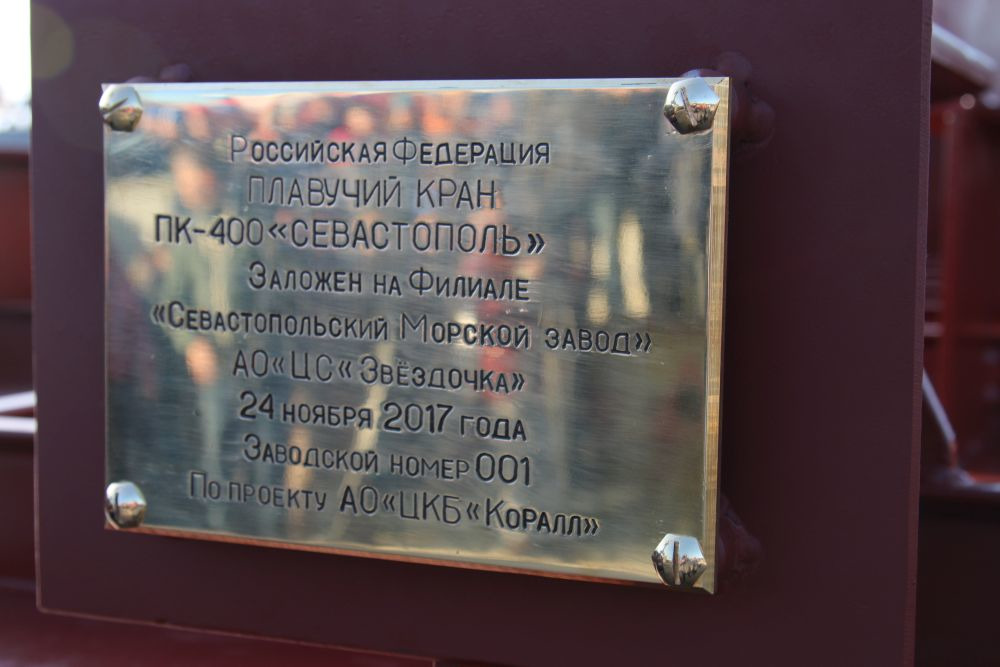 Российская Федерация
ПЛАВУЧИЙ КРАН
ПК-400 «СЕВАСТОПОЛЬ»
Заложен на Филиале
«Севастопольский Морской завод»
АО «ЦС «Звёздочка»
24 ноября 2017 года
Заводской номер 001
По проекту АО «ЦКБ «Коралл»